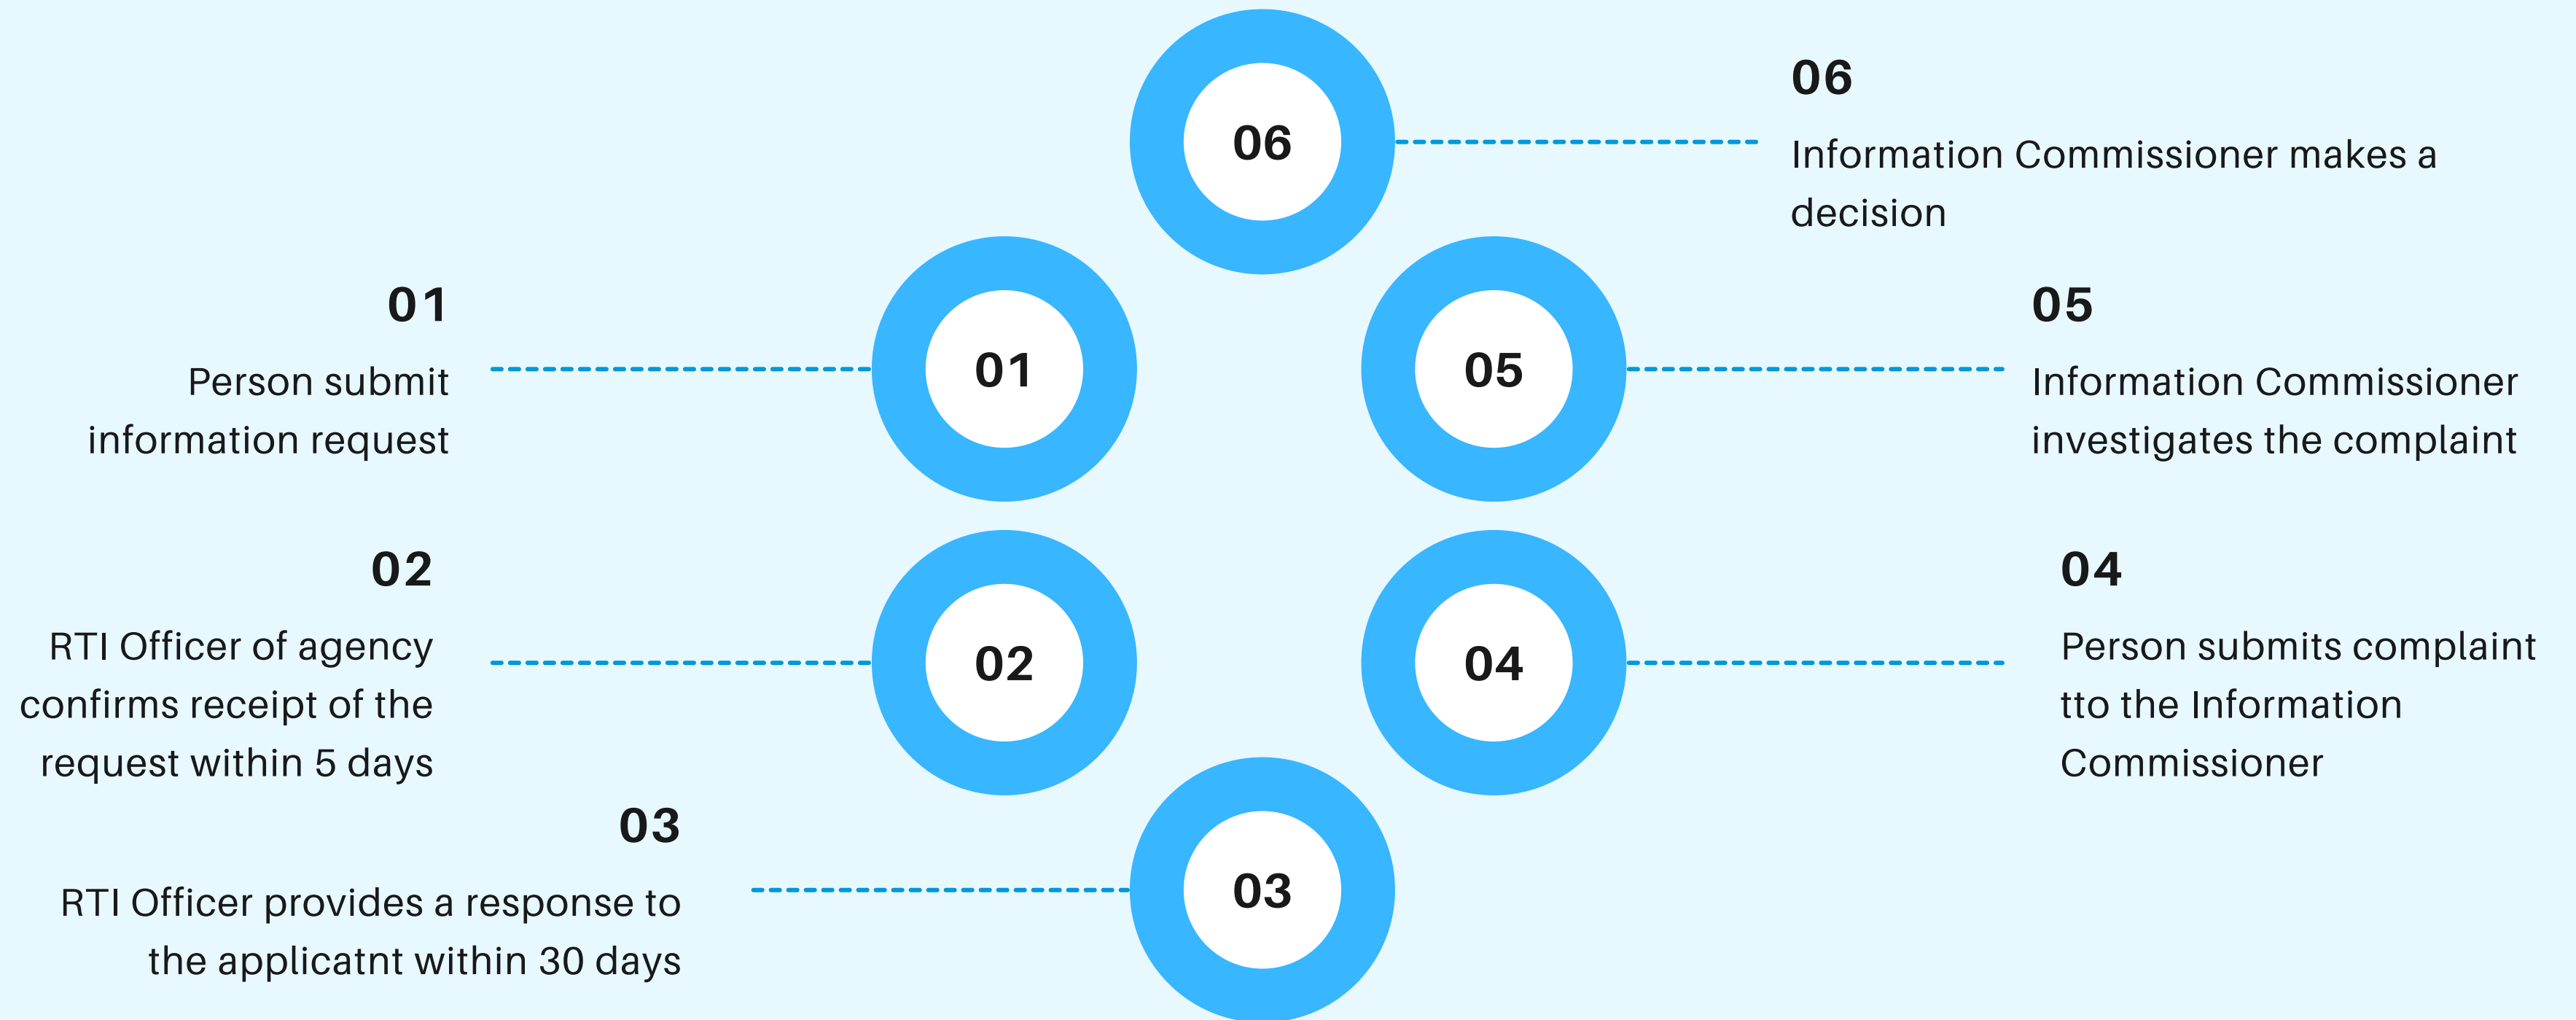 06
06
Information Commissioner makes a
decision
01
Person submit
information request
01
05
05
Information Commissioner
investigates the complaint
02
RTI Officer of agency
confirms receipt of the
request within 5 days
02
04
04
Person submits complaint
tto the Information
Commissioner
03
RTI Officer provides a response to
the applicatnt within 30 days
03